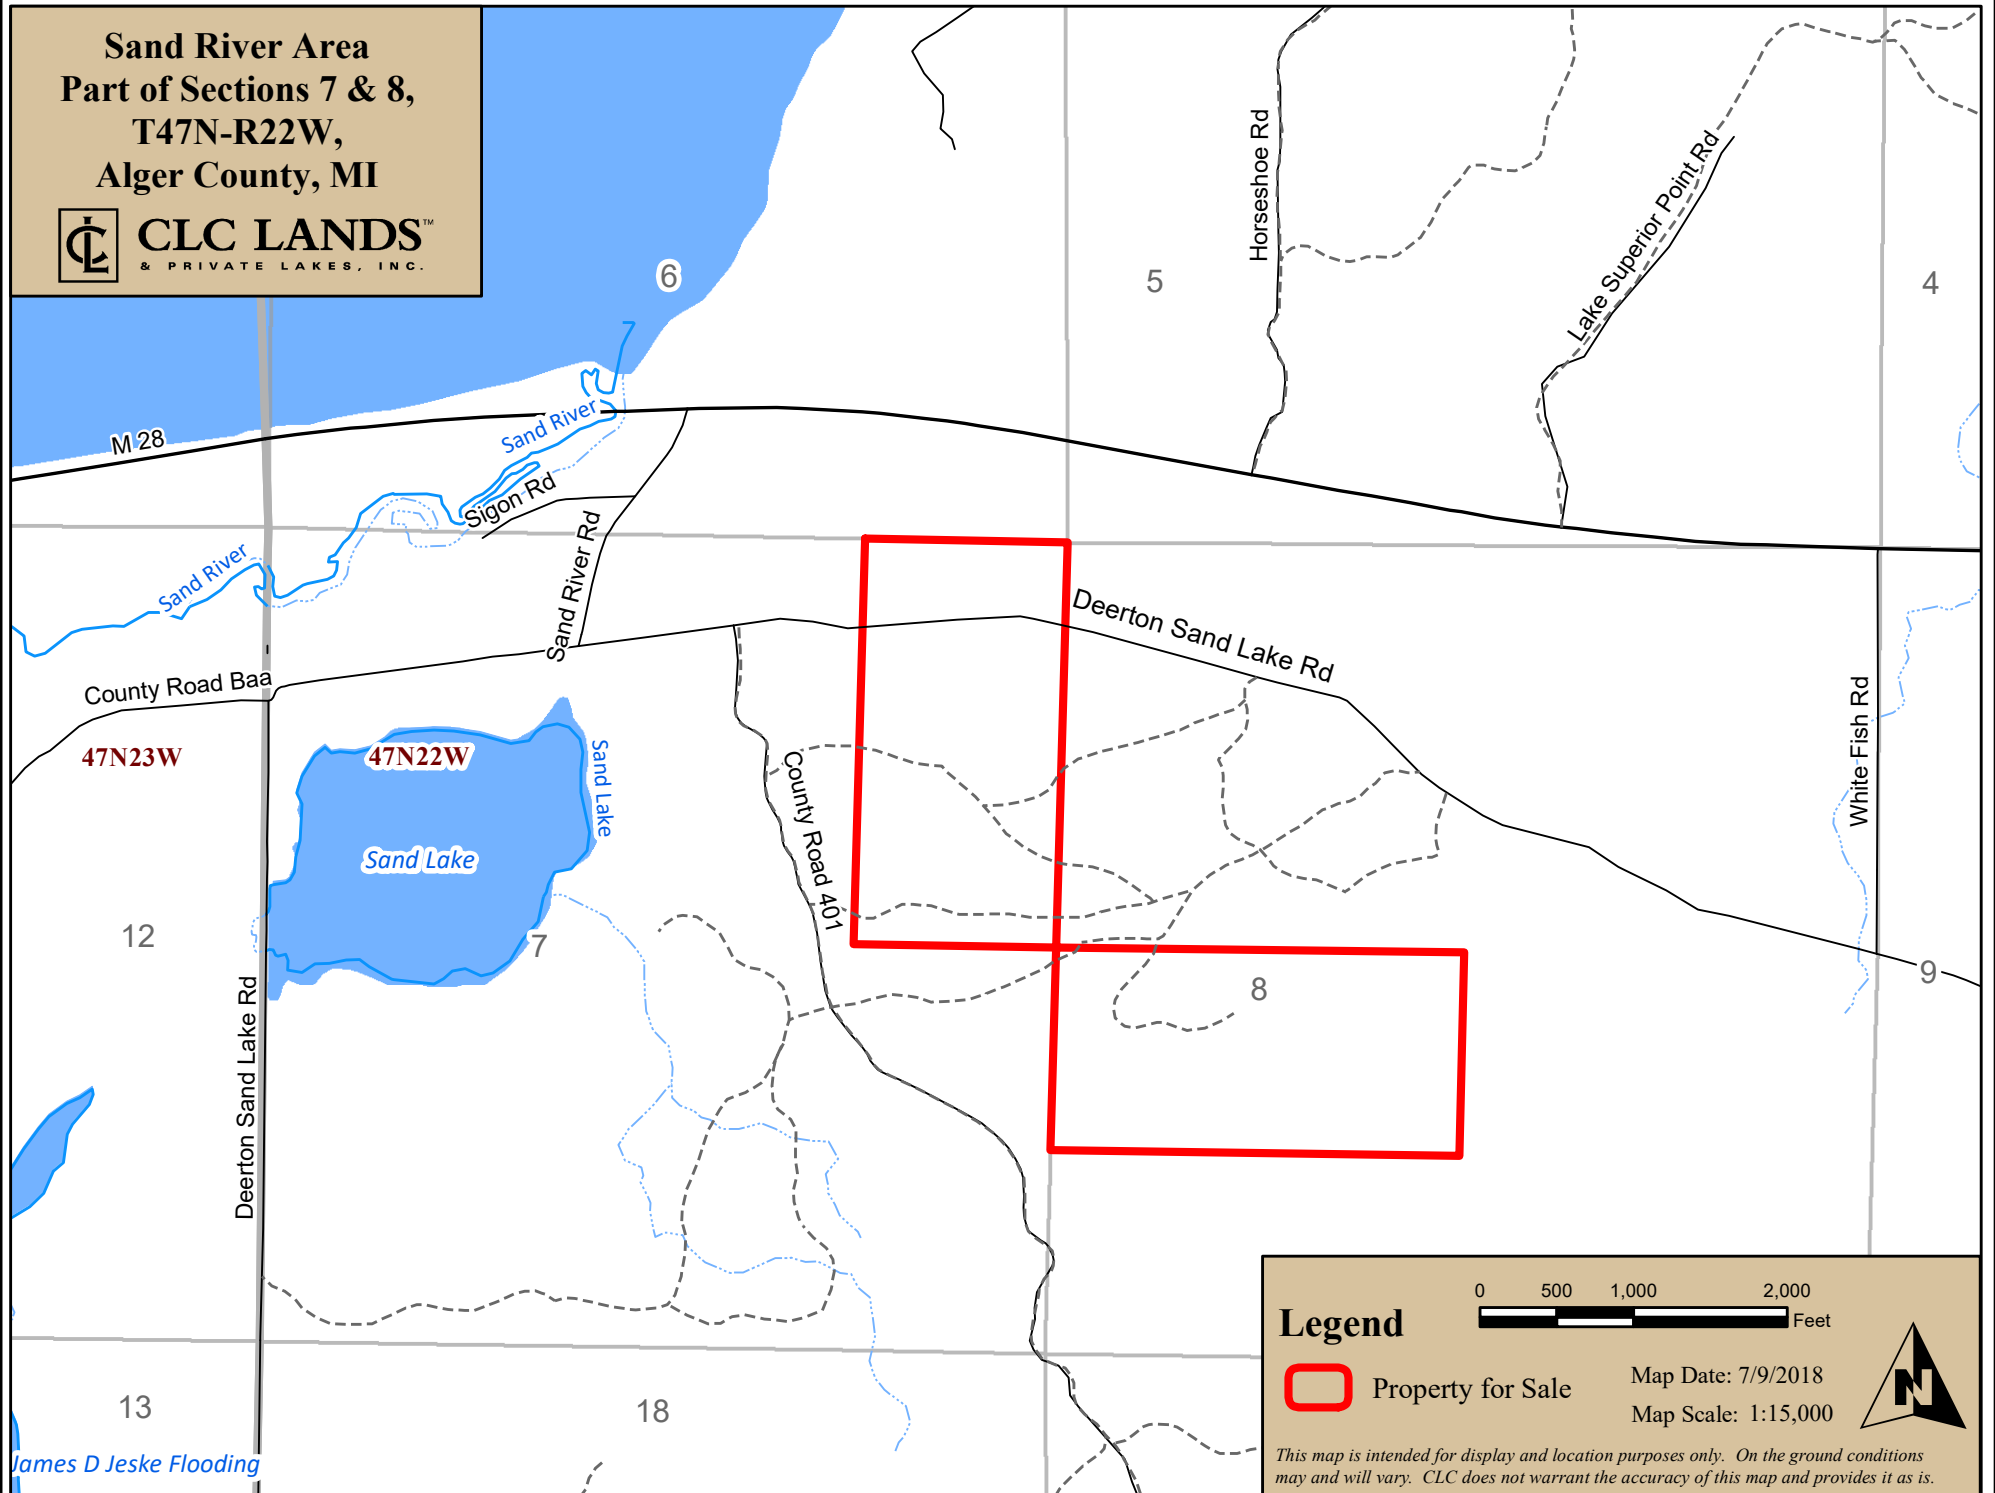 Sand River Area
Part of Sections 7 & 8,
T47N-R22W,
Alger County, MI
CLC LANDS™
& PRIVATE LAKES, INC.
6
5
4
Horseshoe Rd
Lake Superior Point Rd
M 28
Sand River
Sigon Rd
Sand River
Sand River Rd
Deerton Sand Lake Rd
County Road Baa
47N23W
47N22W
Sand Lake
Sand Lake
County Road 401
White Fish Rd
12
7
8
9
Deerton Sand Lake Rd
13
18
James D Jeske Flooding
Legend
0 500 1,000 2,000
Feet
Property for Sale
Map Date: 7/9/2018
Map Scale: 1:15,000
N
This map is intended for display and location purposes only. On the ground conditions
may and will vary. CLC does not warrant the accuracy of this map and provides it as is.